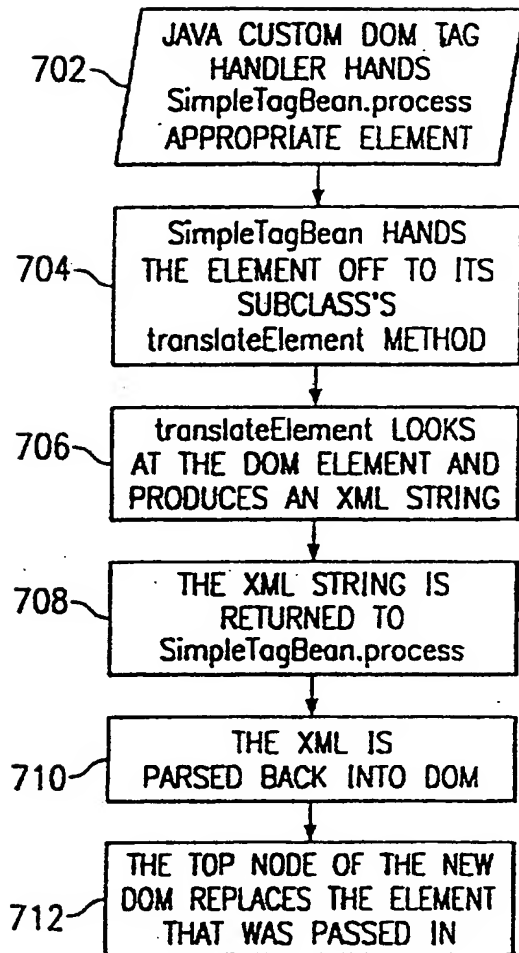 702
JAVA CUSTOM DOM TAG
HANDLER HANDS
SimpleTagBean.process
APPROPRIATE ELEMENT
704
SimpleTagBean HANDS
THE ELEMENT OFF TO ITS
SUBCLASS'S
translateElement METHOD
706
translateElement LOOKS
AT THE DOM ELEMENT AND
PRODUCES AN XML STRING
708
THE XML STRING IS
RETURNED TO
SimpleTagBean.process
710
THE XML IS
PARSED BACK INTO DOM
712
THE TOP NODE OF THE NEW
DOM REPLACES THE ELEMENT
THAT WAS PASSED IN